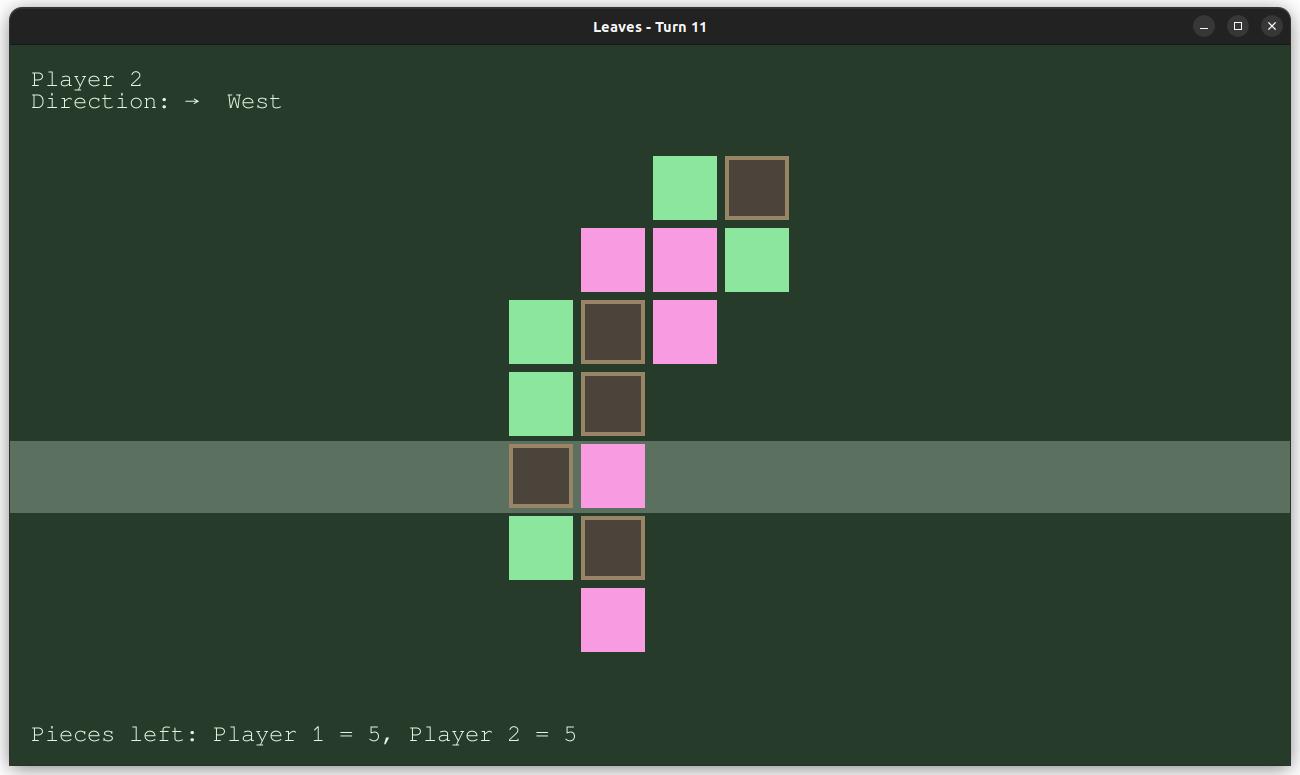 Leaves - Turn 11
Player 2
Direction: → West
Pieces left: Player 1 = 5, Player 2 = 5